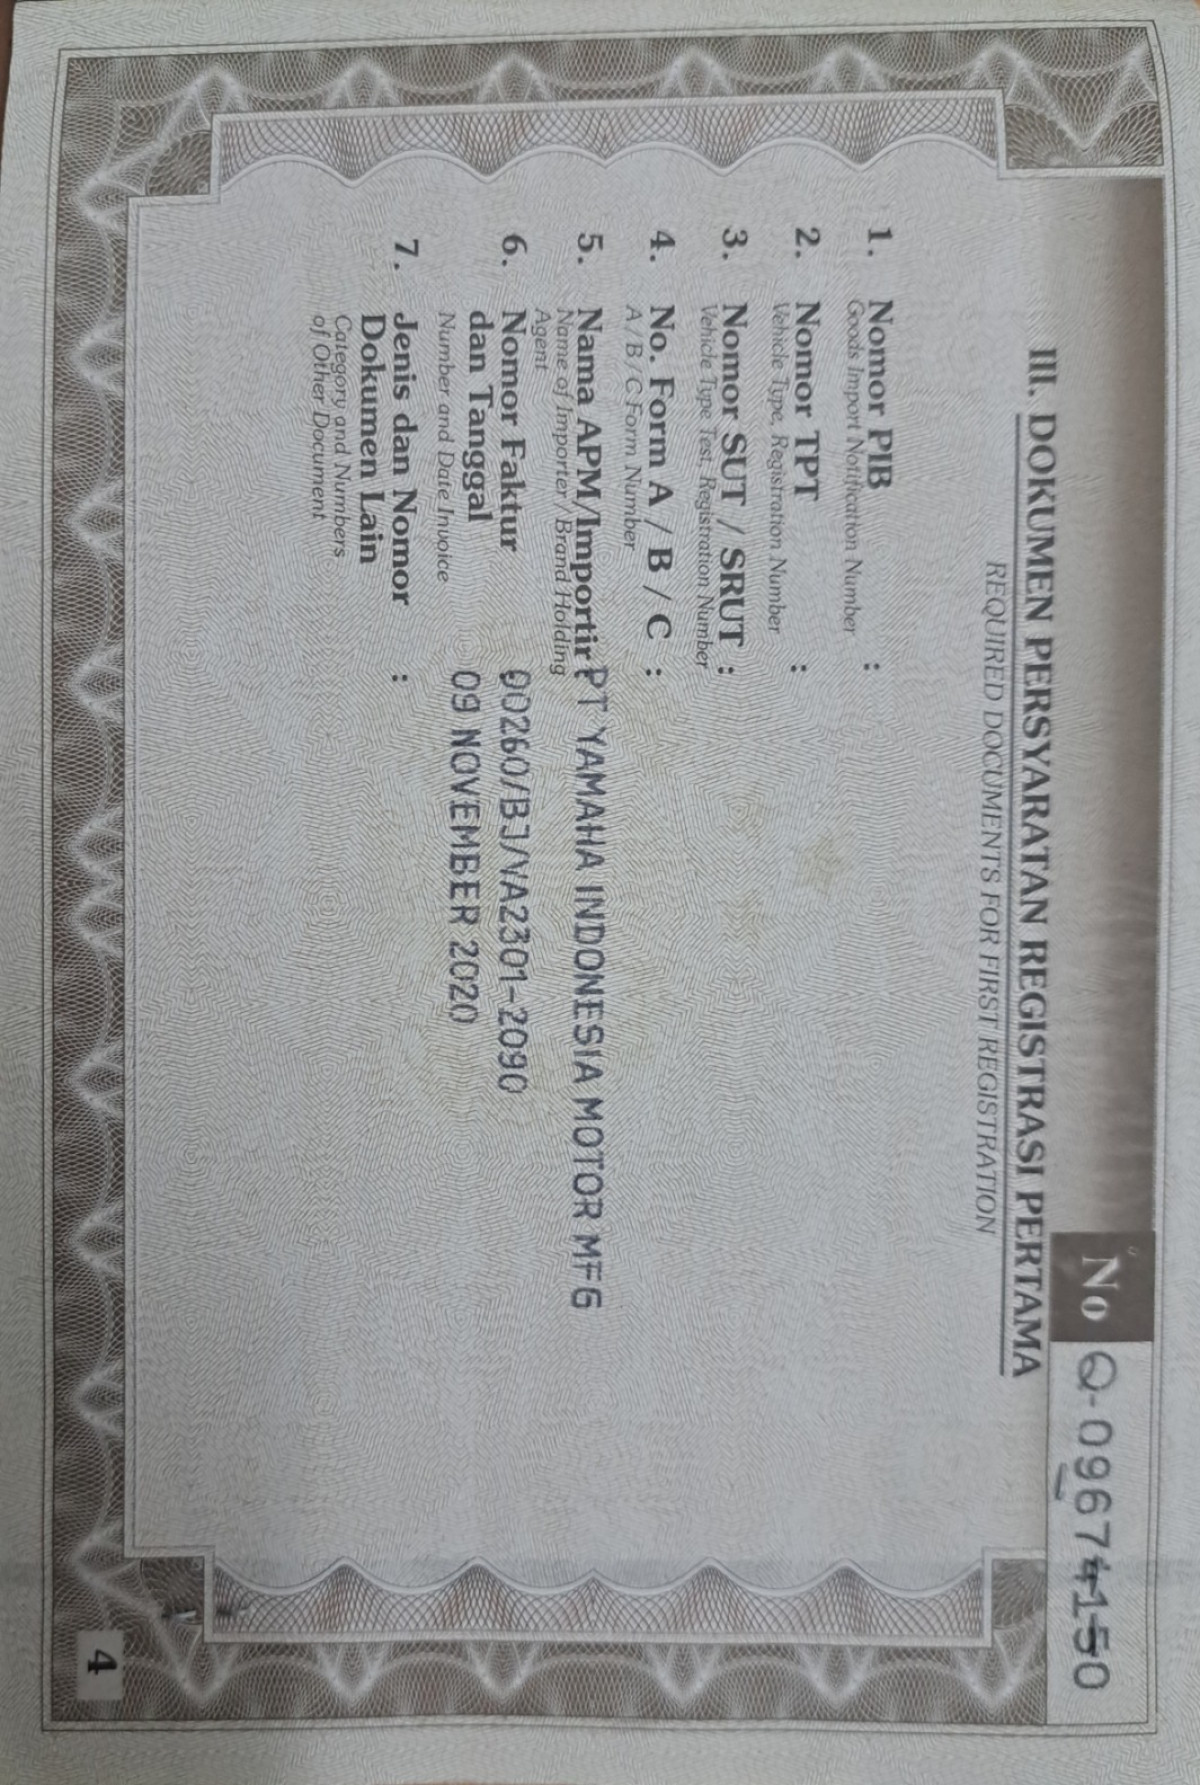 No Q-09674150
III. DOKUMEN PERSYARATAN REGISTRASI PERTAMA
REQUIRED DOCUMENTS FOR FIRST REGISTRATION
1. Nomor PIB :
Goods Import Notification Number
2. Nomor TPT :
Vehicle Type, Registration Number
3. Nomor SUT / SRUT :
Vehicle Type Test, Registration Number
4. No. Form A / B / C :
A / B / C Form Number
5. Nama APM/Importir : PT YAMAHA INDONESIA MOTOR MFG
Name of Importer / Brand Holding
Agent
6. Nomor Faktur : 00260/BJ/VA2301-2090
dan Tanggal 09 NOVEMBER 2020
Number and Date Invoice
7. Jenis dan Nomor :
Dokumen Lain
Category and Numbers
of Other Document
4